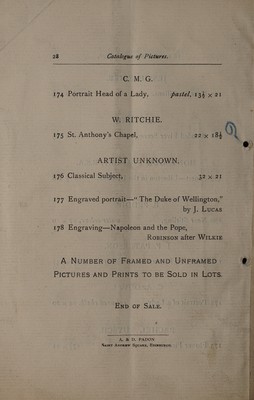 28 Catalogue of Pictures.
C. M. G.
174 Portrait Head of a Lady, pastel, 13½ × 21
W. RITCHIE.
175 St. Anthony's Chapel, 22 × 18½
ARTIST UNKNOWN.
176 Classical Subject, 32 × 21
177 Engraved portrait—"The Duke of Wellington,"
by J. LUCAS
178 Engraving—Napoleon and the Pope,
ROBINSON after WILKIE
A NUMBER OF FRAMED AND UNFRAMED
PICTURES AND PRINTS TO BE SOLD IN LOTS.
END OF SALE.
SAINT ANDREW SQUARE, EDINBURGH